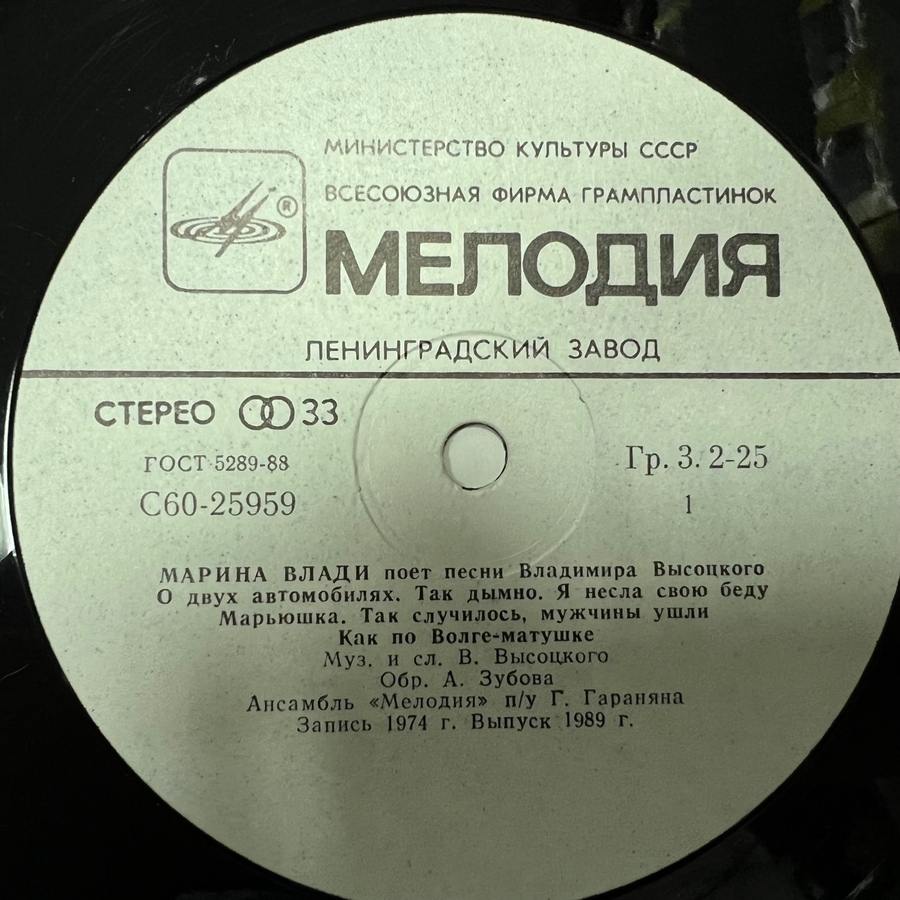 МИНИСТЕРСТВО КУЛЬТУРЫ СССР
ВСЕСОЮЗНАЯ ФИРМА ГРАМПЛАСТИНОК
®
МЕЛОДИЯ
ЛЕНИНГРАДСКИЙ ЗАВОД
СТЕРЕО 33
ГОСТ 5289-88
Гр. 3. 2-25
С60-25959
1
МАРИНА ВЛАДИ поет песни Владимира Высоцкого
О двух автомобилях. Так дымно. Я несла свою беду
Марьюшка. Так случилось, мужчины ушли
Как по Волге-матушке
Муз. и сл. В. Высоцкого
Обр. А. Зубова
Ансамбль «Мелодия» п/у Г. Гараняна
Запись 1974 г. Выпуск 1989 г.